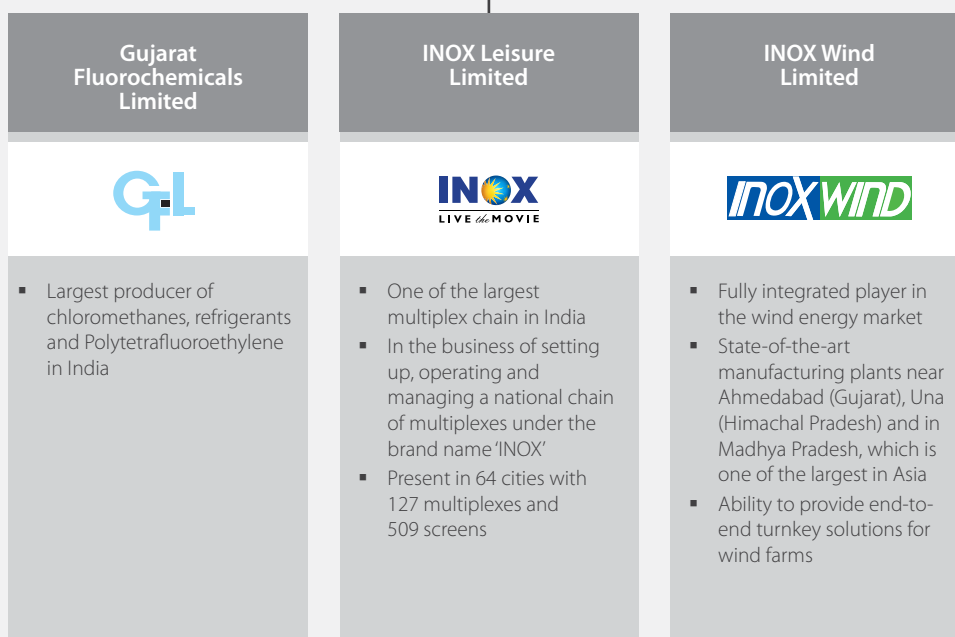 Gujarat
Fluorochemicals
Limited
GFL
▪ Largest producer of
chloromethanes, refrigerants
and Polytetrafluoroethylene
in India
INOX Leisure
Limited
INOX
LIVE the MOVIE
▪ One of the largest
multiplex chain in India
▪ In the business of setting
up, operating and
managing a national chain
of multiplexes under the
brand name ‘INOX’
▪ Present in 64 cities with
127 multiplexes and
509 screens
INOX Wind
Limited
INOXWIND
▪ Fully integrated player in
the wind energy market
▪ State-of-the-art
manufacturing plants near
Ahmedabad (Gujarat), Una
(Himachal Pradesh) and in
Madhya Pradesh, which is
one of the largest in Asia
▪ Ability to provide end-to-
end turnkey solutions for
wind farms